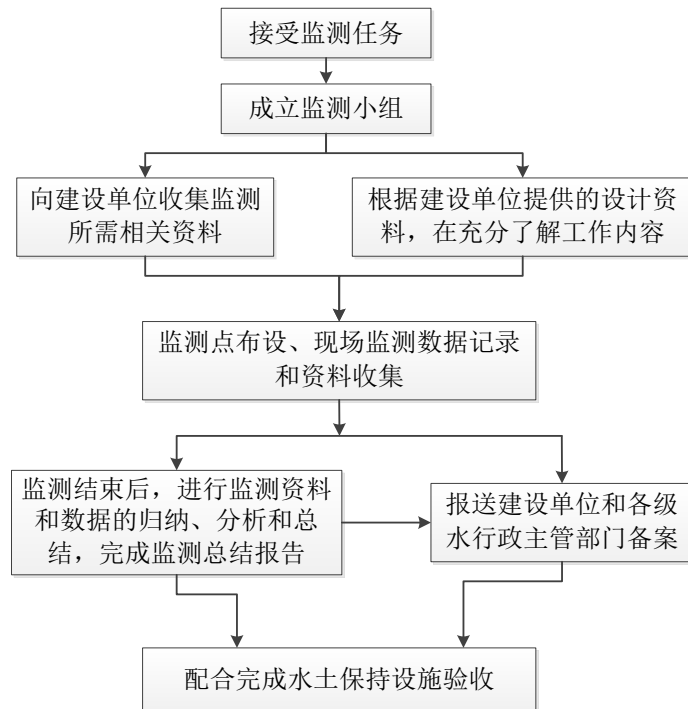 接受监测任务
成立监测小组
向建设单位收集监测
所需相关资料
根据建设单位提供的设计资
料，在充分了解工作内容
监测点布设、现场监测数据记录
和资料收集
监测结束后，进行监测资料
和数据的归纳、分析和总
结，完成监测总结报告
报送建设单位和各级
水行政主管部门备案
配合完成水土保持设施验收